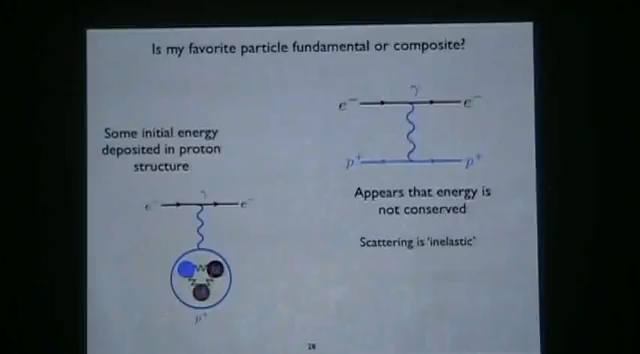 Is my favorite particle fundamental or composite?
γ
e⁻ e⁻
p⁺ p⁺
Some initial energy
deposited in proton
structure
γ
e⁻ e⁻
p⁺
Appears that energy is
not conserved
Scattering is 'inelastic'
28